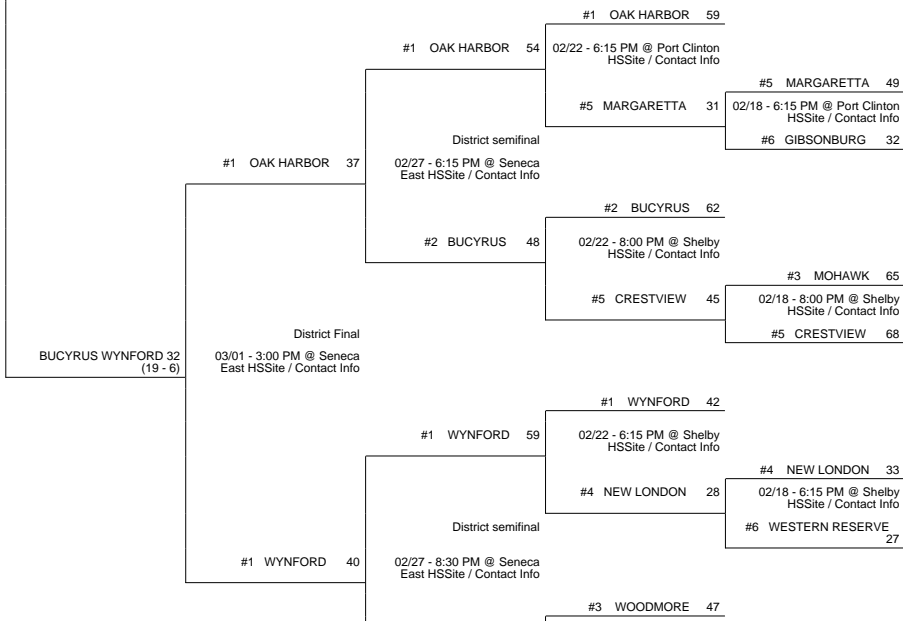 #1 OAK HARBOR 59
#1 OAK HARBOR 54
02/22 - 6:15 PM @ Port Clinton
HSSite / Contact Info
#5 MARGARETTA 49
#5 MARGARETTA 31
02/18 - 6:15 PM @ Port Clinton
HSSite / Contact Info
#6 GIBSONBURG 32
District semifinal
#1 OAK HARBOR 37
02/27 - 6:15 PM @ Seneca
East HSSite / Contact Info
#2 BUCYRUS 62
#2 BUCYRUS 48
02/22 - 8:00 PM @ Shelby
HSSite / Contact Info
#3 MOHAWK 65
#5 CRESTVIEW 45
02/18 - 8:00 PM @ Shelby
HSSite / Contact Info
#5 CRESTVIEW 68
District Final
BUCYRUS WYNFORD 32
(19 - 6)
03/01 - 3:00 PM @ Seneca
East HSSite / Contact Info
#1 WYNFORD 42
#1 WYNFORD 59
02/22 - 6:15 PM @ Shelby
HSSite / Contact Info
#4 NEW LONDON 33
#4 NEW LONDON 28
02/18 - 6:15 PM @ Shelby
HSSite / Contact Info
#6 WESTERN RESERVE
27
District semifinal
#1 WYNFORD 40
02/27 - 8:30 PM @ Seneca
East HSSite / Contact Info
#3 WOODMORE 47